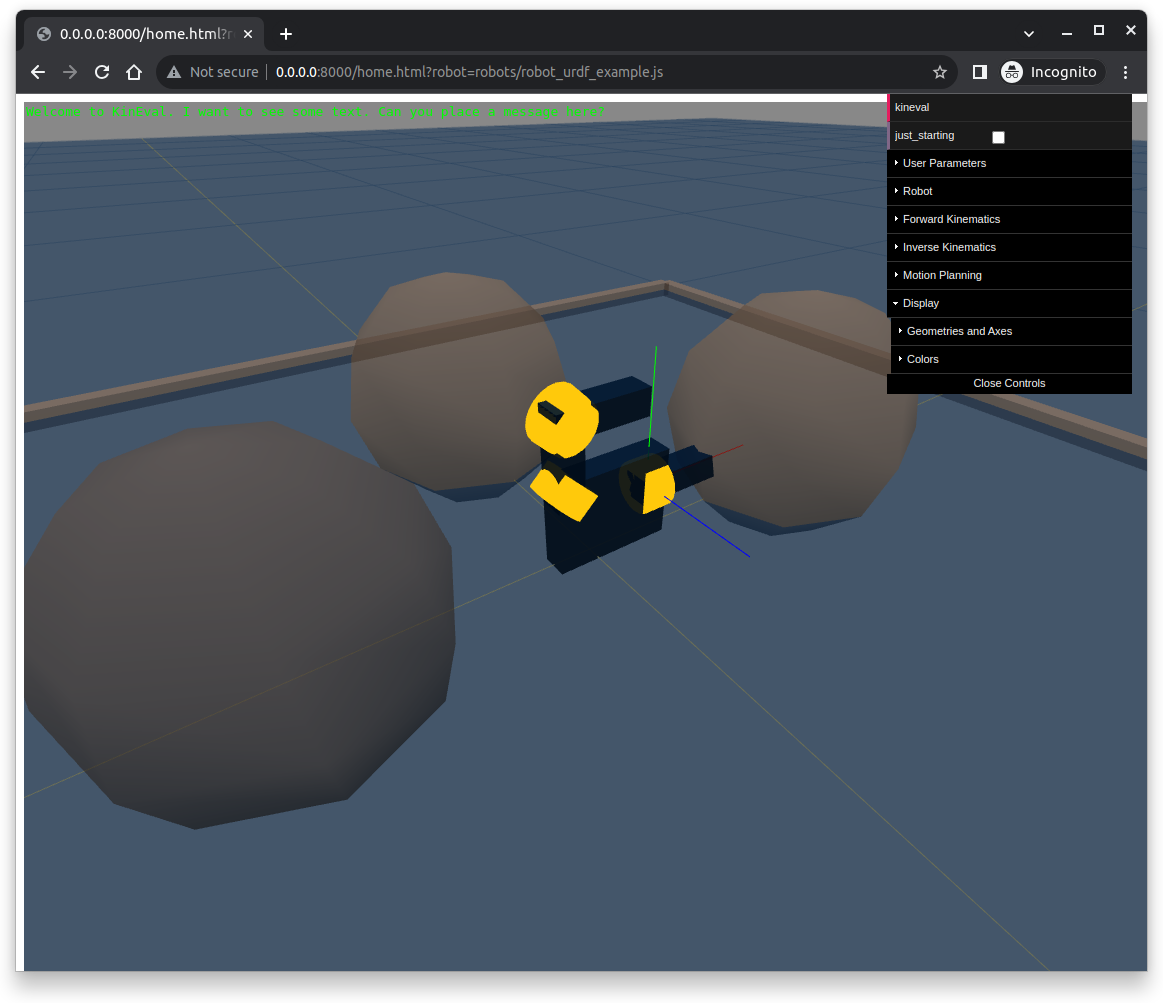 0.0.0.0:8000/home.html?r
Not secure
0.0.0.0:8000/home.html?robot=robots/robot_urdf_example.js
Incognito
Welcome to KinEval. I want to see some text. Can you place a message here?
kineval
just_starting
User Parameters
Robot
Forward Kinematics
Inverse Kinematics
Motion Planning
Display
Geometries and Axes
Colors
Close Controls